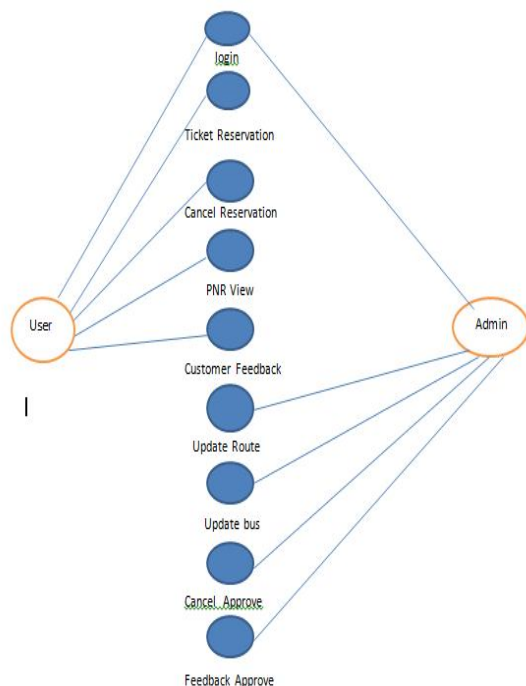 login
Ticket Reservation
Cancel Reservation
PNR View
User
Admin
Customer Feedback
Update Route
Update bus
Cancel Approve
Feedback Approve